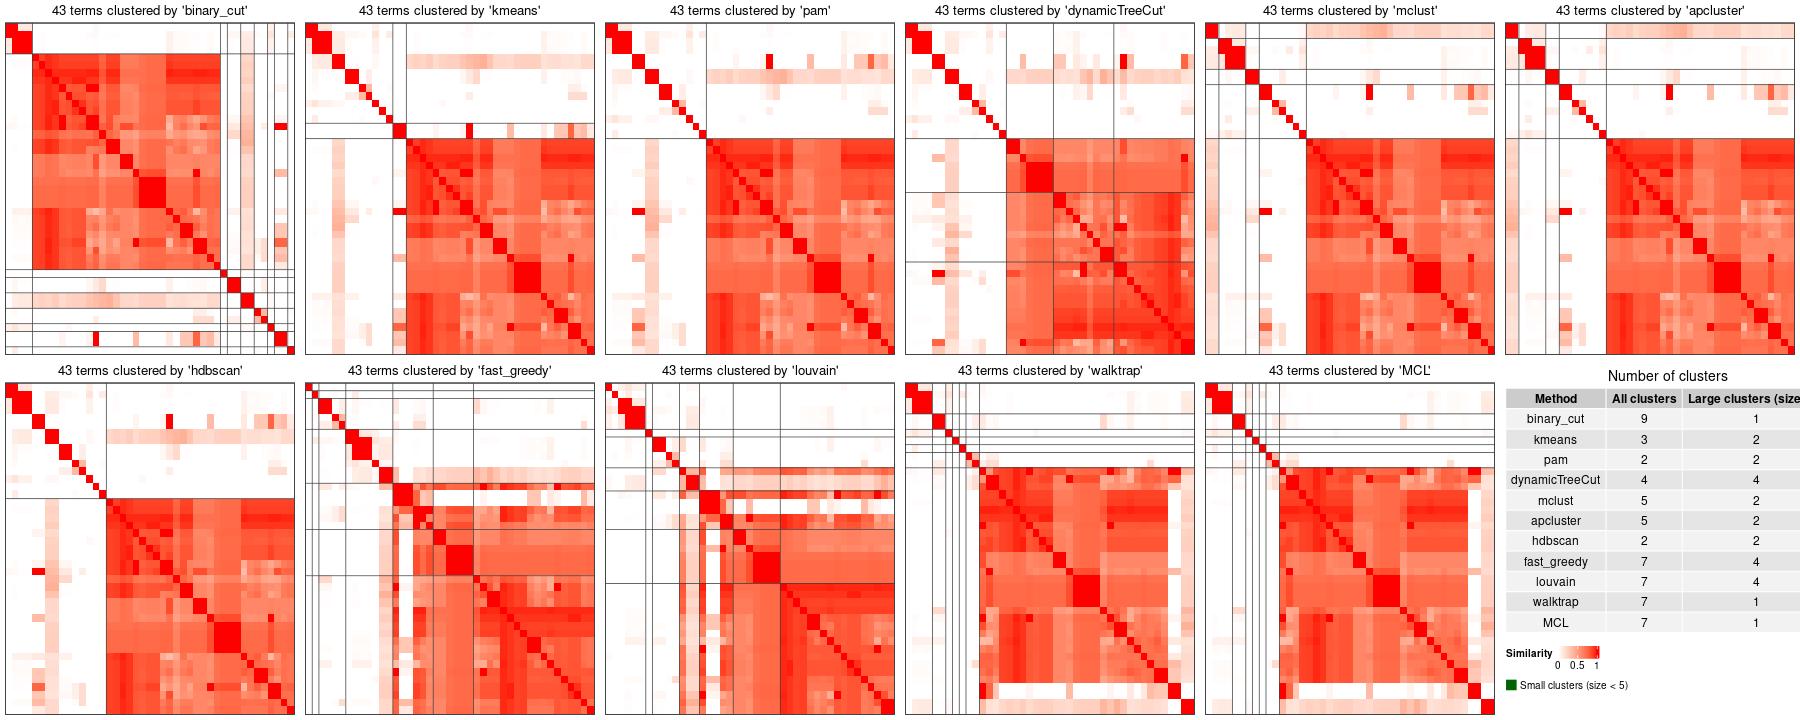 43 terms clustered by 'binary_cut'
43 terms clustered by 'kmeans'
43 terms clustered by 'pam'
43 terms clustered by 'dynamicTreeCut'
43 terms clustered by 'mclust'
43 terms clustered by 'apcluster'
43 terms clustered by 'hdbscan'
43 terms clustered by 'fast_greedy'
43 terms clustered by 'louvain'
43 terms clustered by 'walktrap'
43 terms clustered by 'MCL'
Number of clusters
Method All clusters Large clusters (size
binary_cut 9 1
kmeans 3 2
pam 2 2
dynamicTreeCut 4 4
mclust 5 2
apcluster 5 2
hdbscan 2 2
fast_greedy 7 4
louvain 7 4
walktrap 7 1
MCL 7 1
Similarity
0 0.5 1
Small clusters (size < 5)